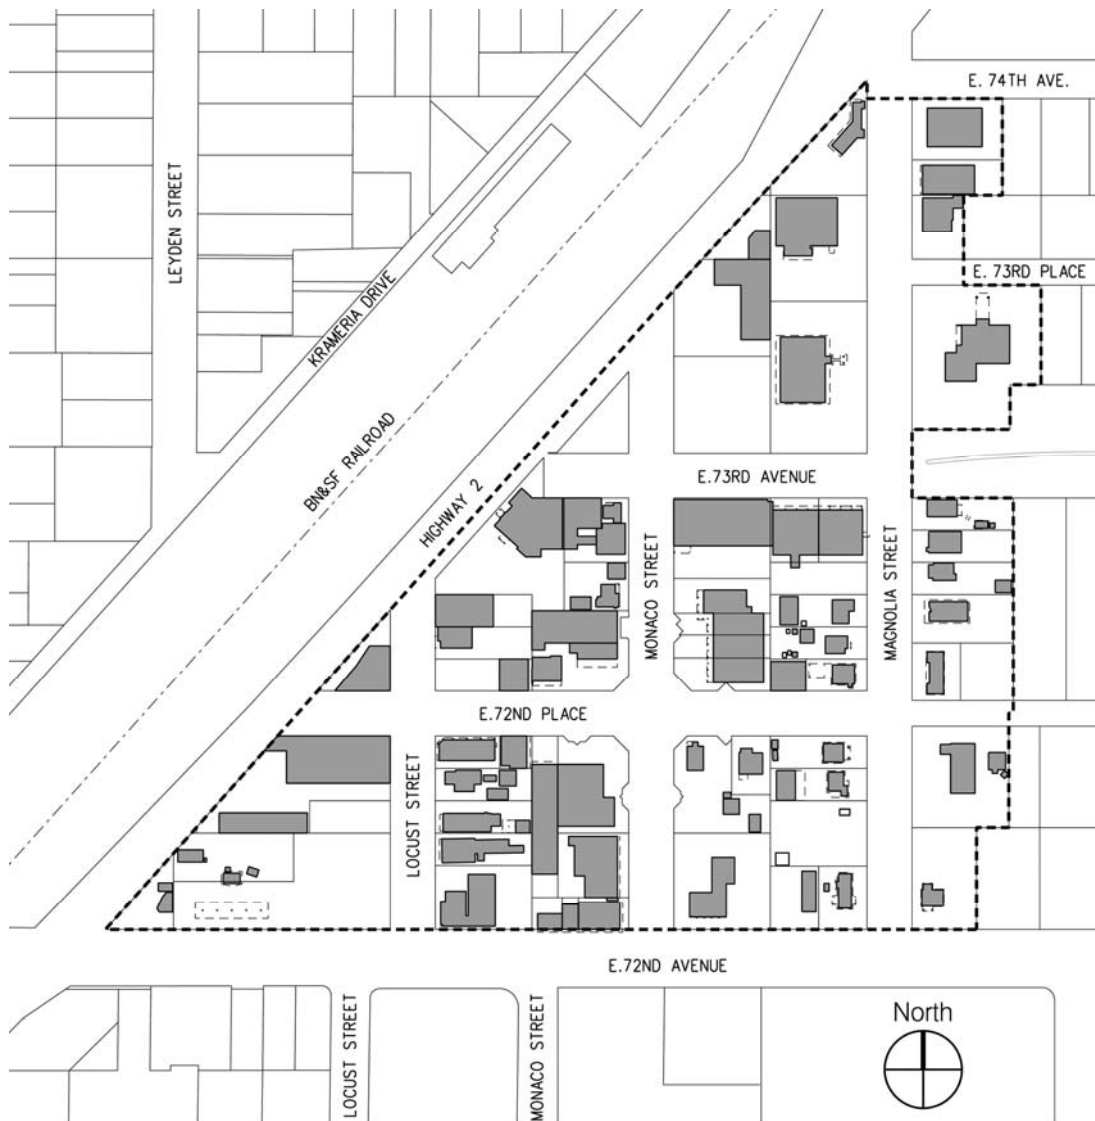 E. 74TH AVE.
LEYDEN STREET
E. 73RD PLACE
KRAMERIA DRIVE
BN&SF RAILROAD
HIGHWAY 2
E.73RD AVENUE
MONACO STREET
MAGNOLIA STREET
E.72ND PLACE
LOCUST STREET
E.72ND AVENUE
LOCUST STREET
MONACO STREET
North